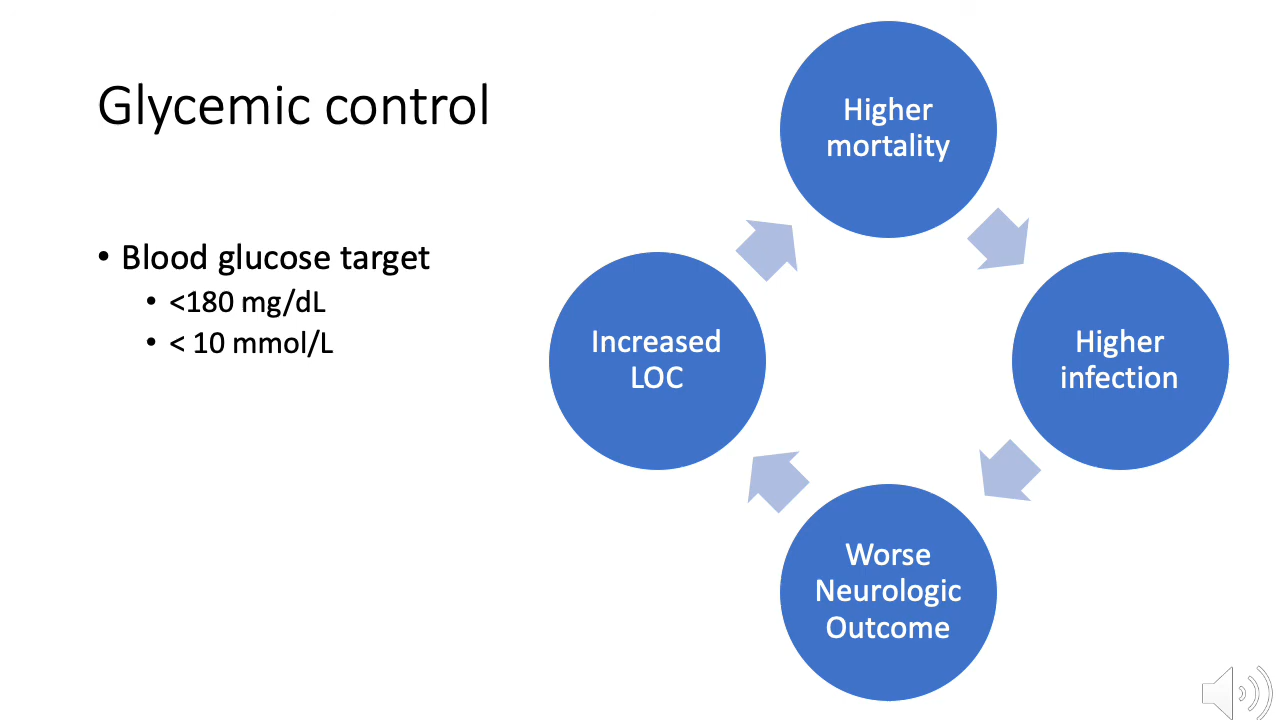 Glycemic control
• Blood glucose target
• <180 mg/dL
• < 10 mmol/L
Higher
mortality
Higher
infection
Worse
Neurologic
Outcome
Increased
LOC